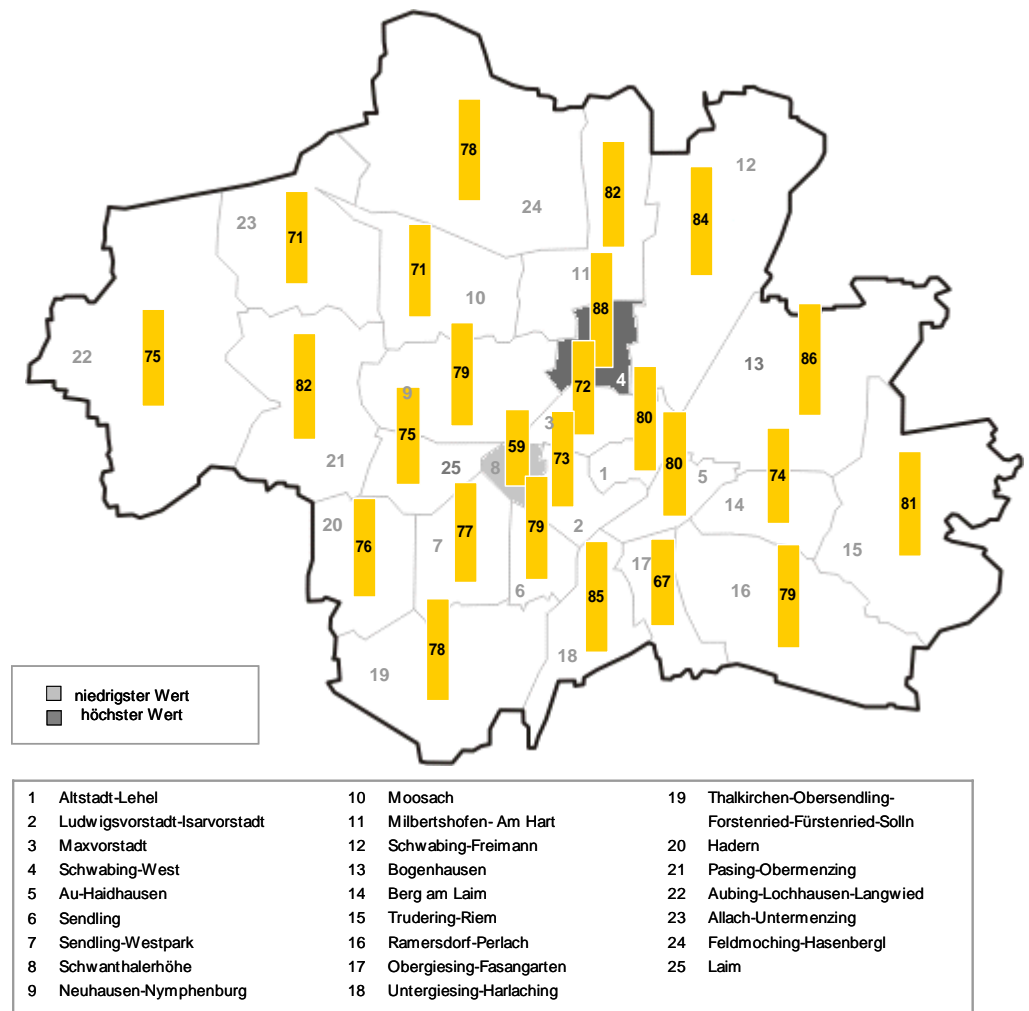 78
12
82
84
24
23
71
71
11
10
88
75
22
86
13
79
82
4
72
9
80
3
75
59
73
80
21
25
8
1
5
74
14
81
20
77
79
2
76
7
15
17
67
6
85
16
79
78
18
19
niedrigster Wert
höchster Wert
1 Altstadt-Lehel
2 Ludwigsvorstadt-Isarvorstadt
3 Maxvorstadt
4 Schwabing-West
5 Au-Haidhausen
6 Sendling
7 Sendling-Westpark
8 Schwanthalerhöhe
9 Neuhausen-Nymphenburg
10 Moosach
11 Milbertshofen- Am Hart
12 Schwabing-Freimann
13 Bogenhausen
14 Berg am Laim
15 Trudering-Riem
16 Ramersdorf-Perlach
17 Obergiesing-Fasangarten
18 Untergiesing-Harlaching
19 Thalkirchen-Obersendling-
Forstenried-Fürstenried-Solln
20 Hadern
21 Pasing-Obermenzing
22 Aubing-Lochhausen-Langwied
23 Allach-Untermenzing
24 Feldmoching-Hasenbergl
25 Laim